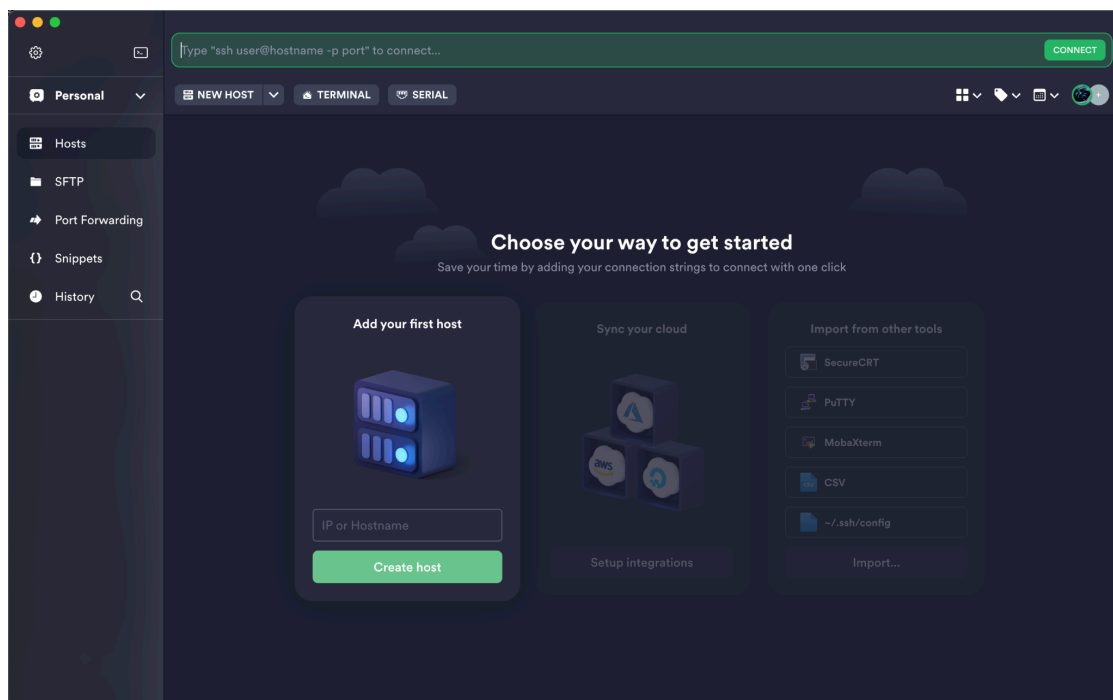 Type "ssh user@hostname -p port" to connect...
CONNECT
Personal
NEW HOST
TERMINAL
SERIAL
Hosts
SFTP
Port Forwarding
Snippets
History
Choose your way to get started
Save your time by adding your connection strings to connect with one click
Add your first host
IP or Hostname
Create host
Sync your cloud
aws
Setup integrations
Import from other tools
SecureCRT
PuTTY
MobaXterm
CSV
CSV
~/.ssh/config
Import...